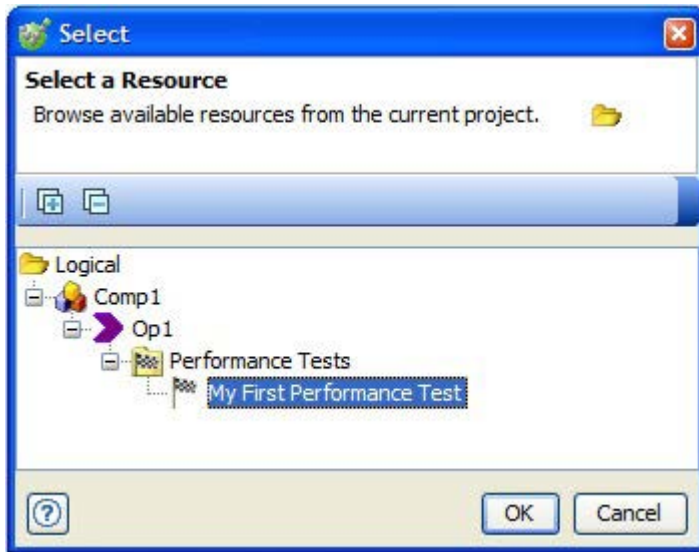 Select
Select a Resource
Browse available resources from the current project.
Logical
Comp1
Op1
Performance Tests
My First Performance Test
OK
Cancel